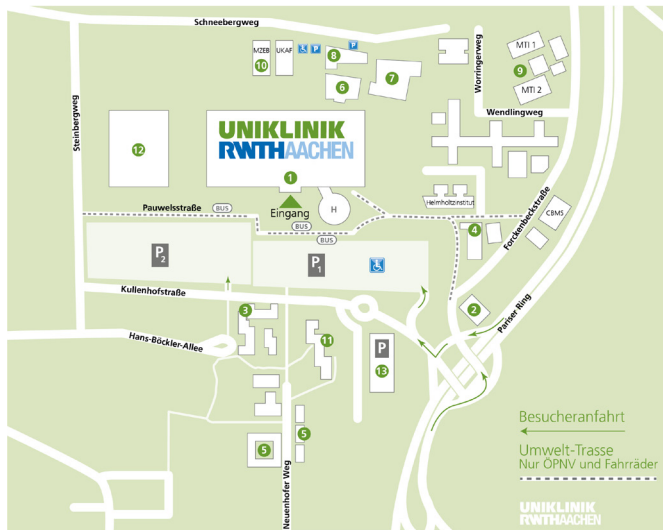 Schneebergweg
Steinbergweg
MZEB
UKAF
10
8
6
7
Worringerweg
MTI 1
9
MTI 2
Wendlingweg
12
UNIKLINIK
RWTHAACHEN
1
Eingang
H
Pauwelsstraße
BUS
BUS
BUS
Helmholtzinstitut
4
Forckenbeckstraße
CBMS
P2
P1
Kullenhofstraße
2
Pariser Ring
3
Hans-Böckler-Allee
11
P
13
5
5
Neuenhofer Weg
Besucheranfahrt
Umwelt-Trasse
Nur ÖPNV und Fahrräder
UNIKLINIK
RWTHAACHEN